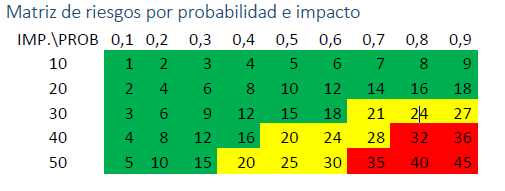 Matriz de riesgos por probabilidad e impacto
IMP.\PROB 0,1 0,2 0,3 0,4 0,5 0,6 0,7 0,8 0,9
10 1 2 3 4 5 6 7 8 9
20 2 4 6 8 10 12 14 16 18
30 3 6 9 12 15 18 21 24 27
40 4 8 12 16 20 24 28 32 36
50 5 10 15 20 25 30 35 40 45